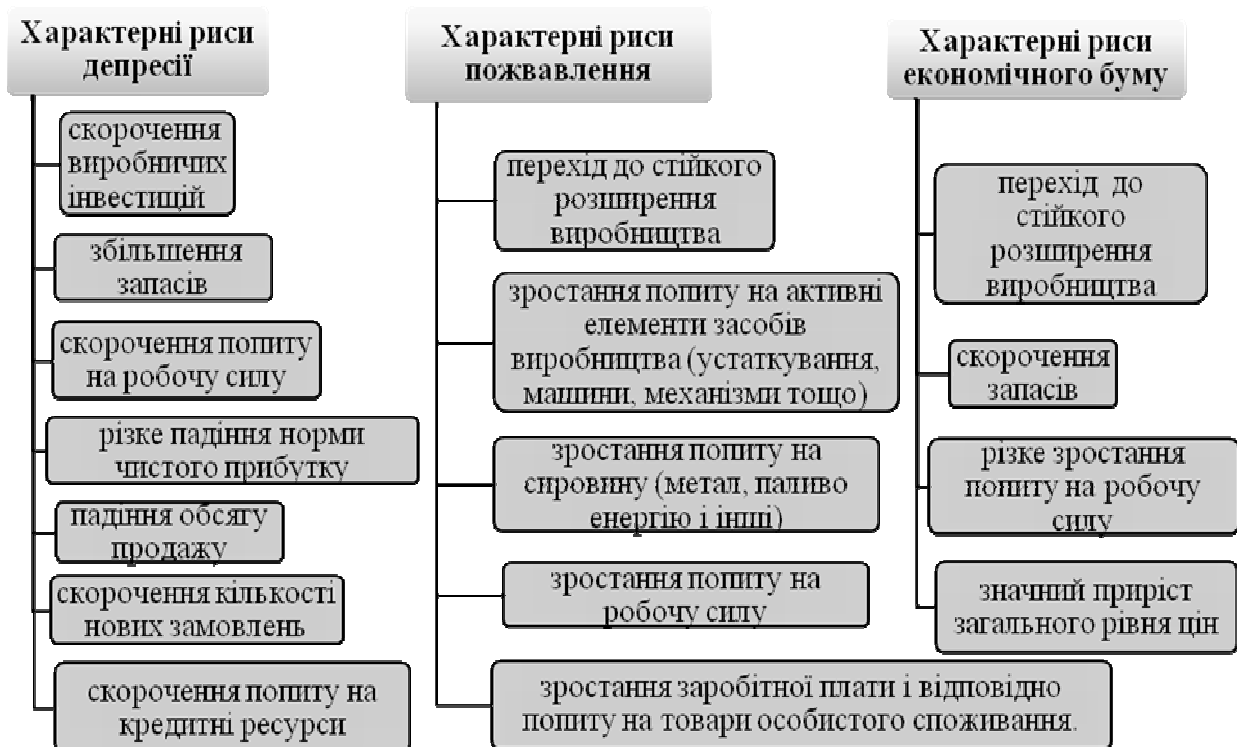 Характерні риси
депресії
скорочення
виробничих
інвестицій
збільшення
запасів
скорочення попиту
на робочу силу
різке падіння норми
чистого прибутку
падіння обсягу
продажу
скорочення кількості
нових замовлень
скорочення попиту на
кредитні ресурси
Характерні риси
пожвавлення
перехід до стійкого
розширення
виробництва
зростання попиту на активні
елементи засобів
виробництва (устаткування,
машини, механізми тощо)
зростання попиту на
сировину (метал, паливо
енергію і інші)
зростання попиту на
робочу силу
зростання заробітної плати і відповідно
попиту на товари особистого споживання.
Характерні риси
економічного буму
перехід до
стійкого
розширення
виробництва
скорочення
запасів
різке зростання
попиту на робочу
силу
значний приріст
загального рівня цін